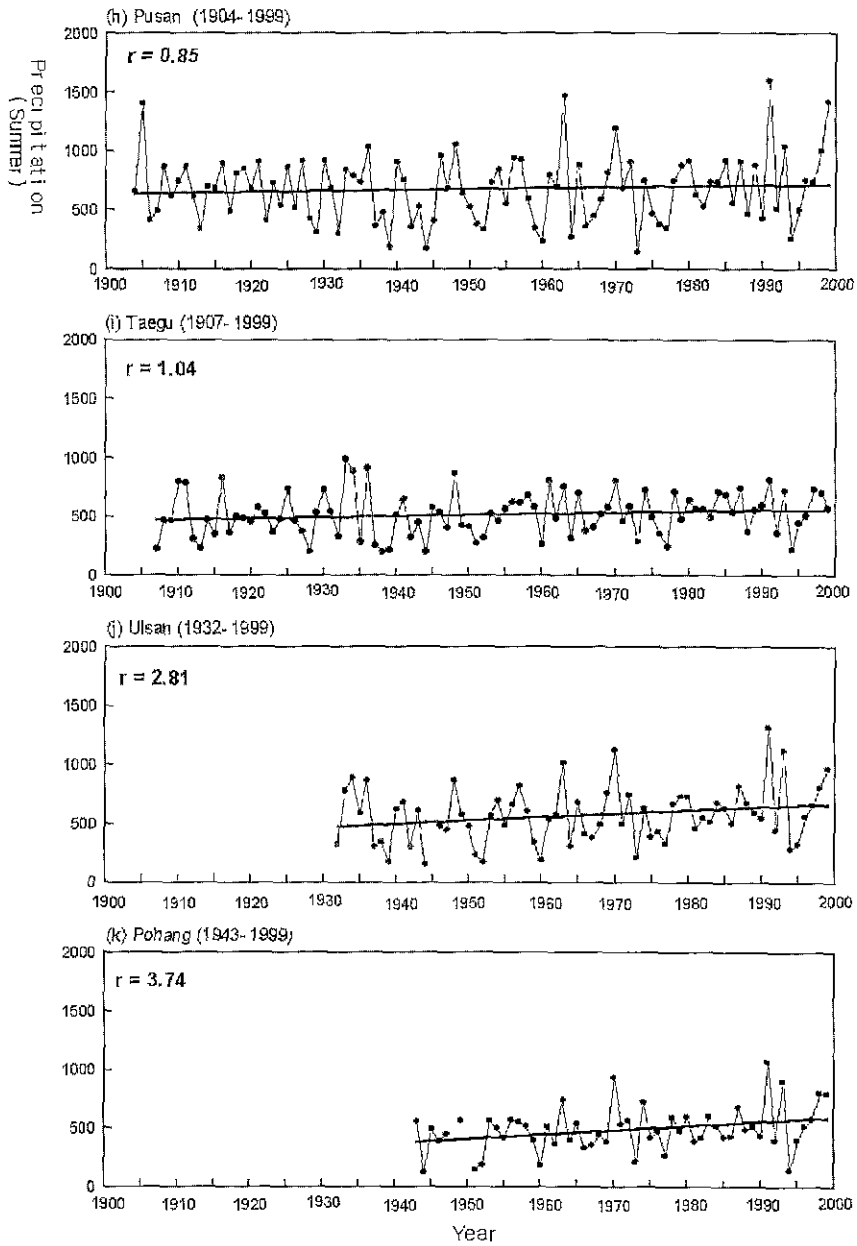 (h) Pusan (1904-1999)
Precipitation
(Summer)
r = 0.85
2000
1500
1000
500
0
1900 1910 1920 1930 1940 1950 1960 1970 1980 1990 2000
(i) Taegu (1907-1999)
r = 1.04
2000
1500
1000
500
0
1900 1910 1920 1930 1940 1950 1960 1970 1980 1990 2000
(j) Ulsan (1932-1999)
r = 2.81
2000
1500
1000
500
0
1900 1910 1920 1930 1940 1950 1960 1970 1980 1990 2000
(k) Pohang (1943-1999)
r = 3.74
2000
1500
1000
500
0
1900 1910 1920 1930 1940 1950 1960 1970 1980 1990 2000
Year